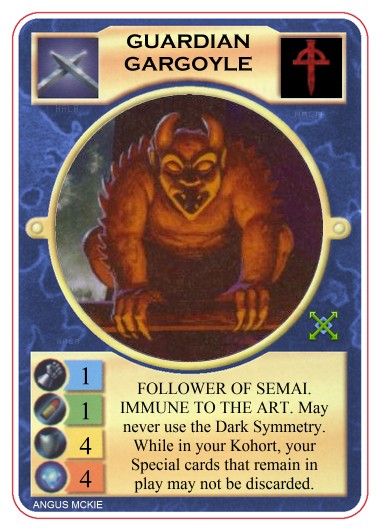 GUARDIAN
GARGOYLE
1
1
4
4
FOLLOWER OF SEMAI.
IMMUNE TO THE ART. May
never use the Dark Symmetry.
While in your Kohort, your
Special cards that remain in
play may not be discarded.
ANGUS MCKIE